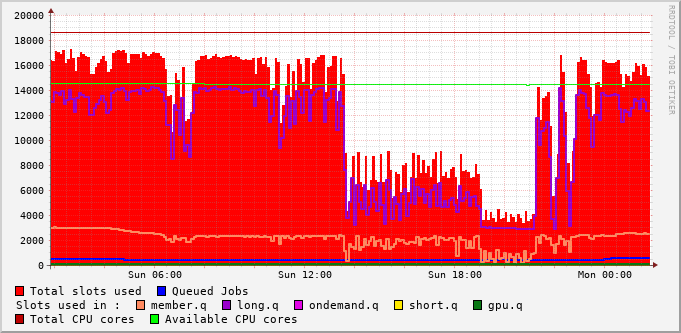 20000
18000
16000
14000
12000
10000
8000
6000
4000
2000
0
Sun 06:00 Sun 12:00 Sun 18:00 Mon 00:00
RRDTOOL / TOBI OETIKER
Total slots used Queued Jobs
Slots used in : member.q long.q ondemand.q short.q gpu.q
Total CPU cores Available CPU cores